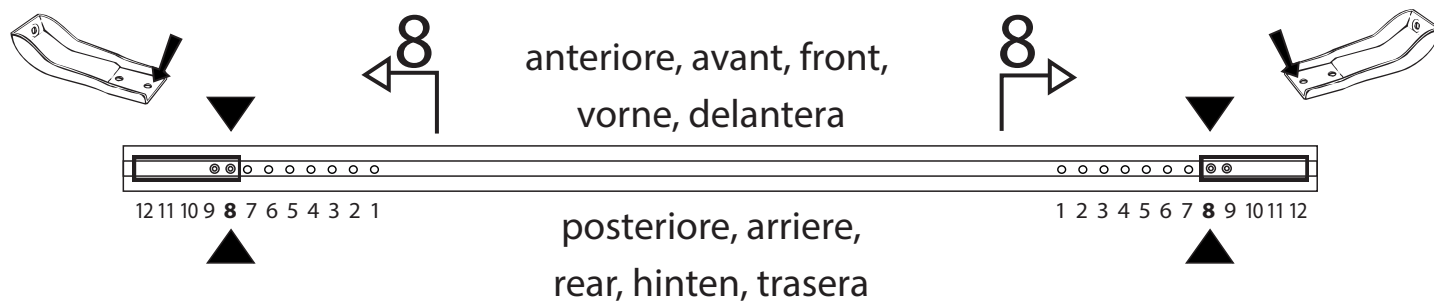 8
8
anteriore, avant, front,
vorne, delantera
12 11 10 9 8 7 6 5 4 3 2 1
1 2 3 4 5 6 7 8 9 10 11 12
posteriore, arriere,
rear, hinten, trasera